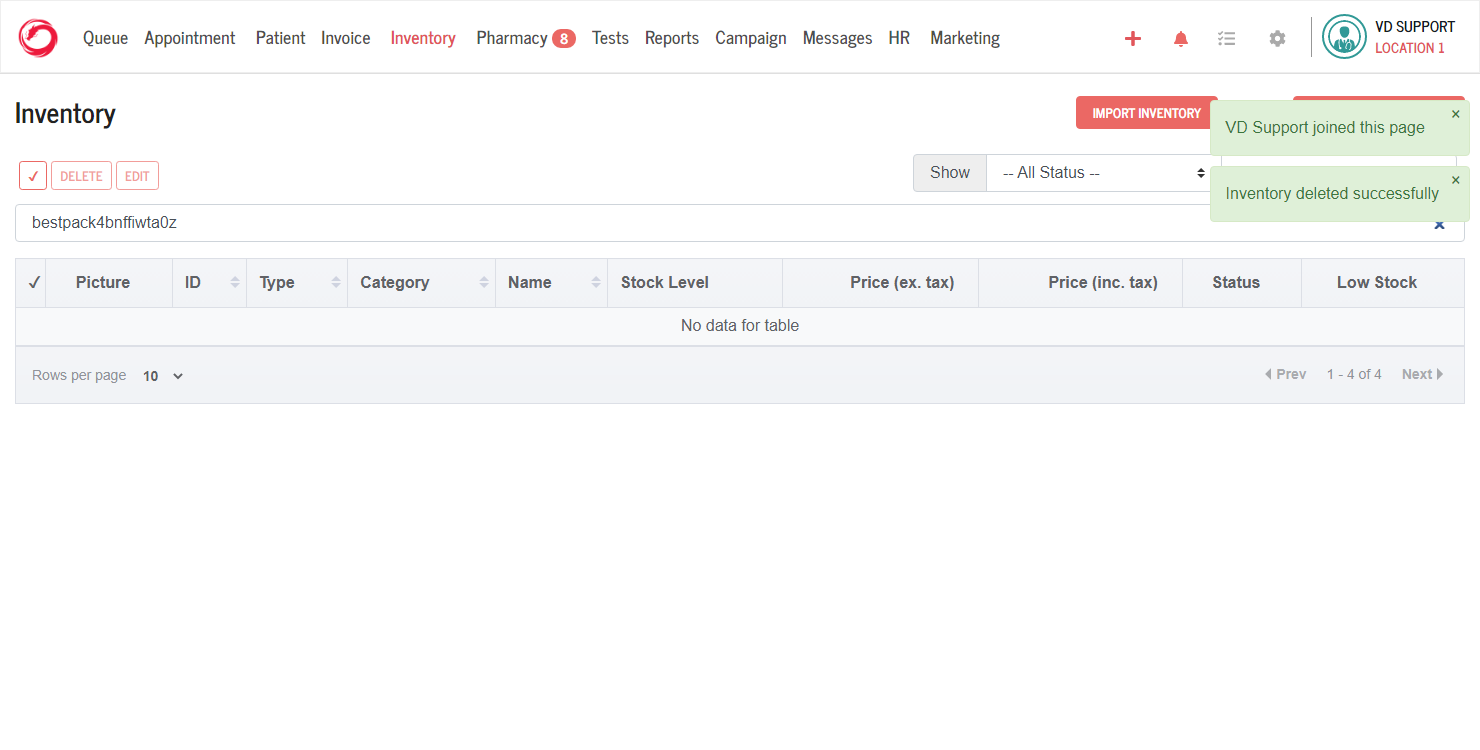 Queue Appointment Patient Invoice Inventory Pharmacy 8 Tests Reports Campaign Messages HR Marketing
VD SUPPORT
LOCATION 1
Inventory
IMPORT INVENTORY
VD Support joined this page ×
✓ DELETE EDIT
Show -- All Status --
Inventory deleted successfully ×
bestpack4bnffiwta0z x
✓ Picture ID Type Category Name Stock Level Price (ex. tax) Price (inc. tax) Status Low Stock
No data for table
Rows per page 10
Prev 1 - 4 of 4 Next